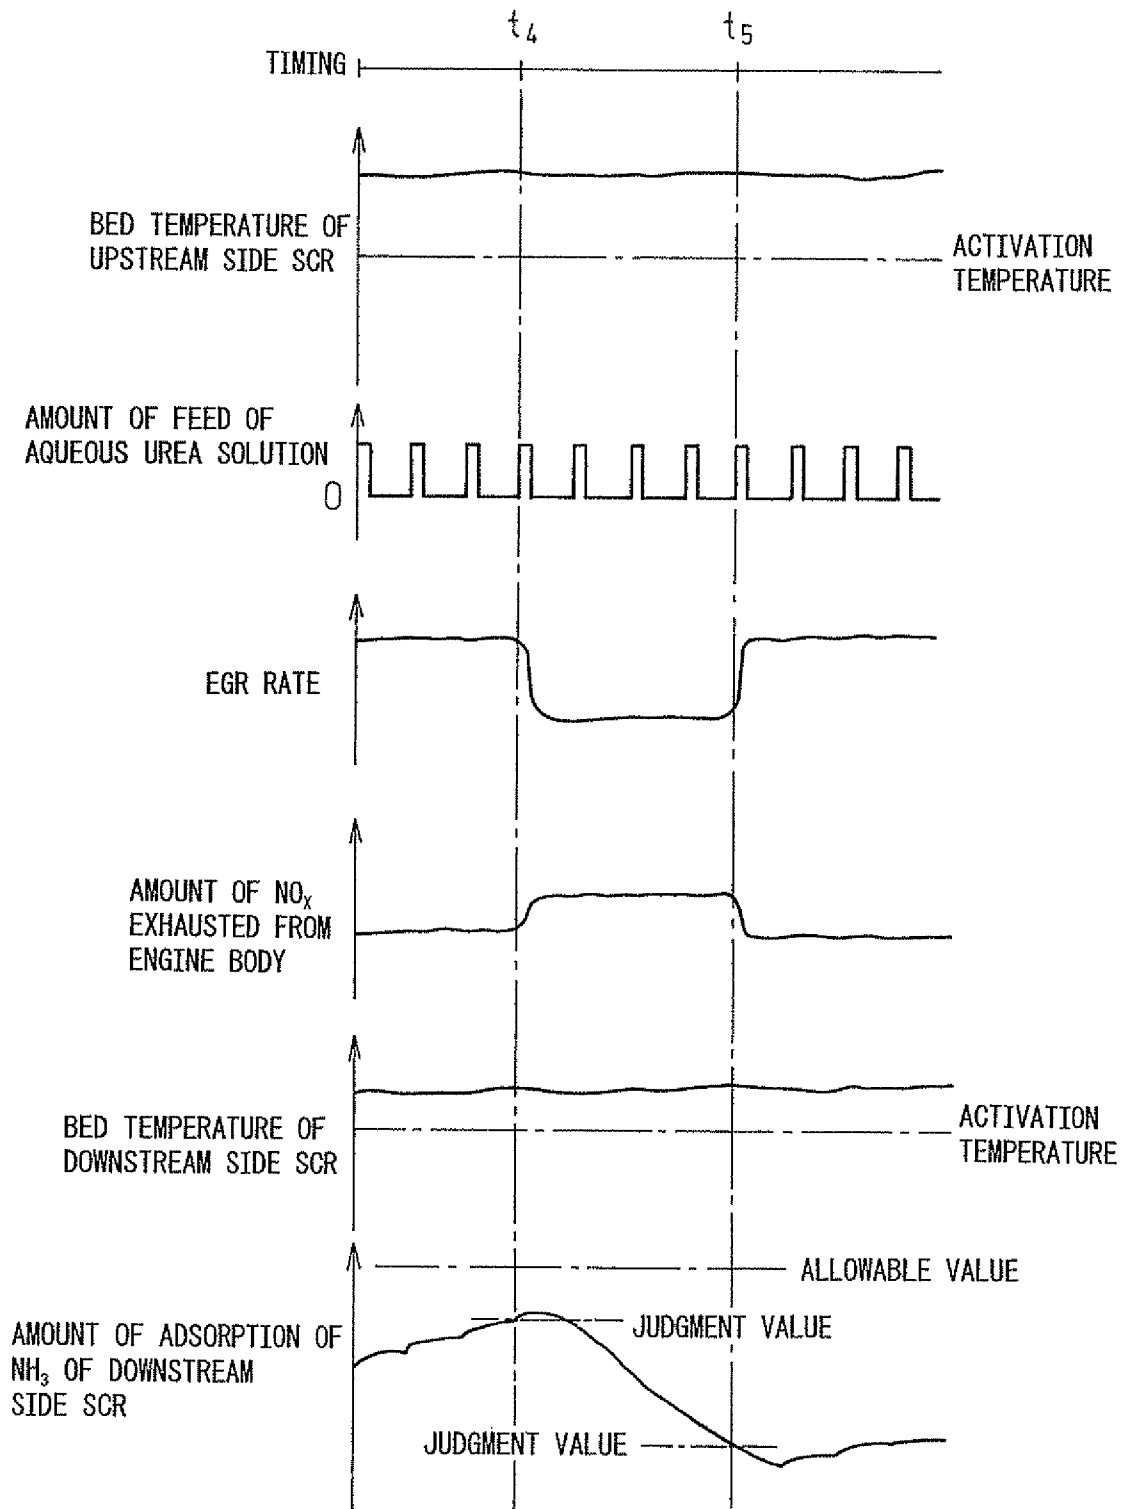 t4
t5
TIMING
BED TEMPERATURE OF
UPSTREAM SIDE SCR
ACTIVATION
TEMPERATURE
AMOUNT OF FEED OF
AQUEOUS UREA SOLUTION
0
EGR RATE
AMOUNT OF NOX
EXHAUSTED FROM
ENGINE BODY
BED TEMPERATURE OF
DOWNSTREAM SIDE SCR
ACTIVATION
TEMPERATURE
ALLOWABLE VALUE
JUDGMENT VALUE
AMOUNT OF ADSORPTION OF
NH3 OF DOWNSTREAM
SIDE SCR
JUDGMENT VALUE